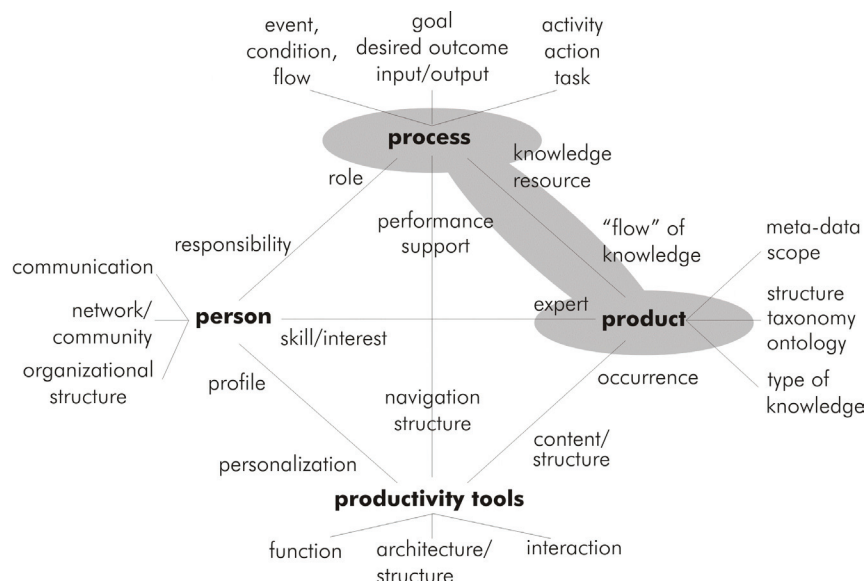 event,
condition,
flow
goal
desired outcome
input/output
activity
action
task
process
knowledge
resource
role
performance
support
responsibility
"flow" of
knowledge
meta-data
scope
communication
network/
community
organizational
structure
person
skill/interest
expert
product
structure
taxonomy
ontology
type of
knowledge
profile
occurrence
navigation
structure
content/
structure
personalization
productivity tools
function
architecture/
structure
interaction